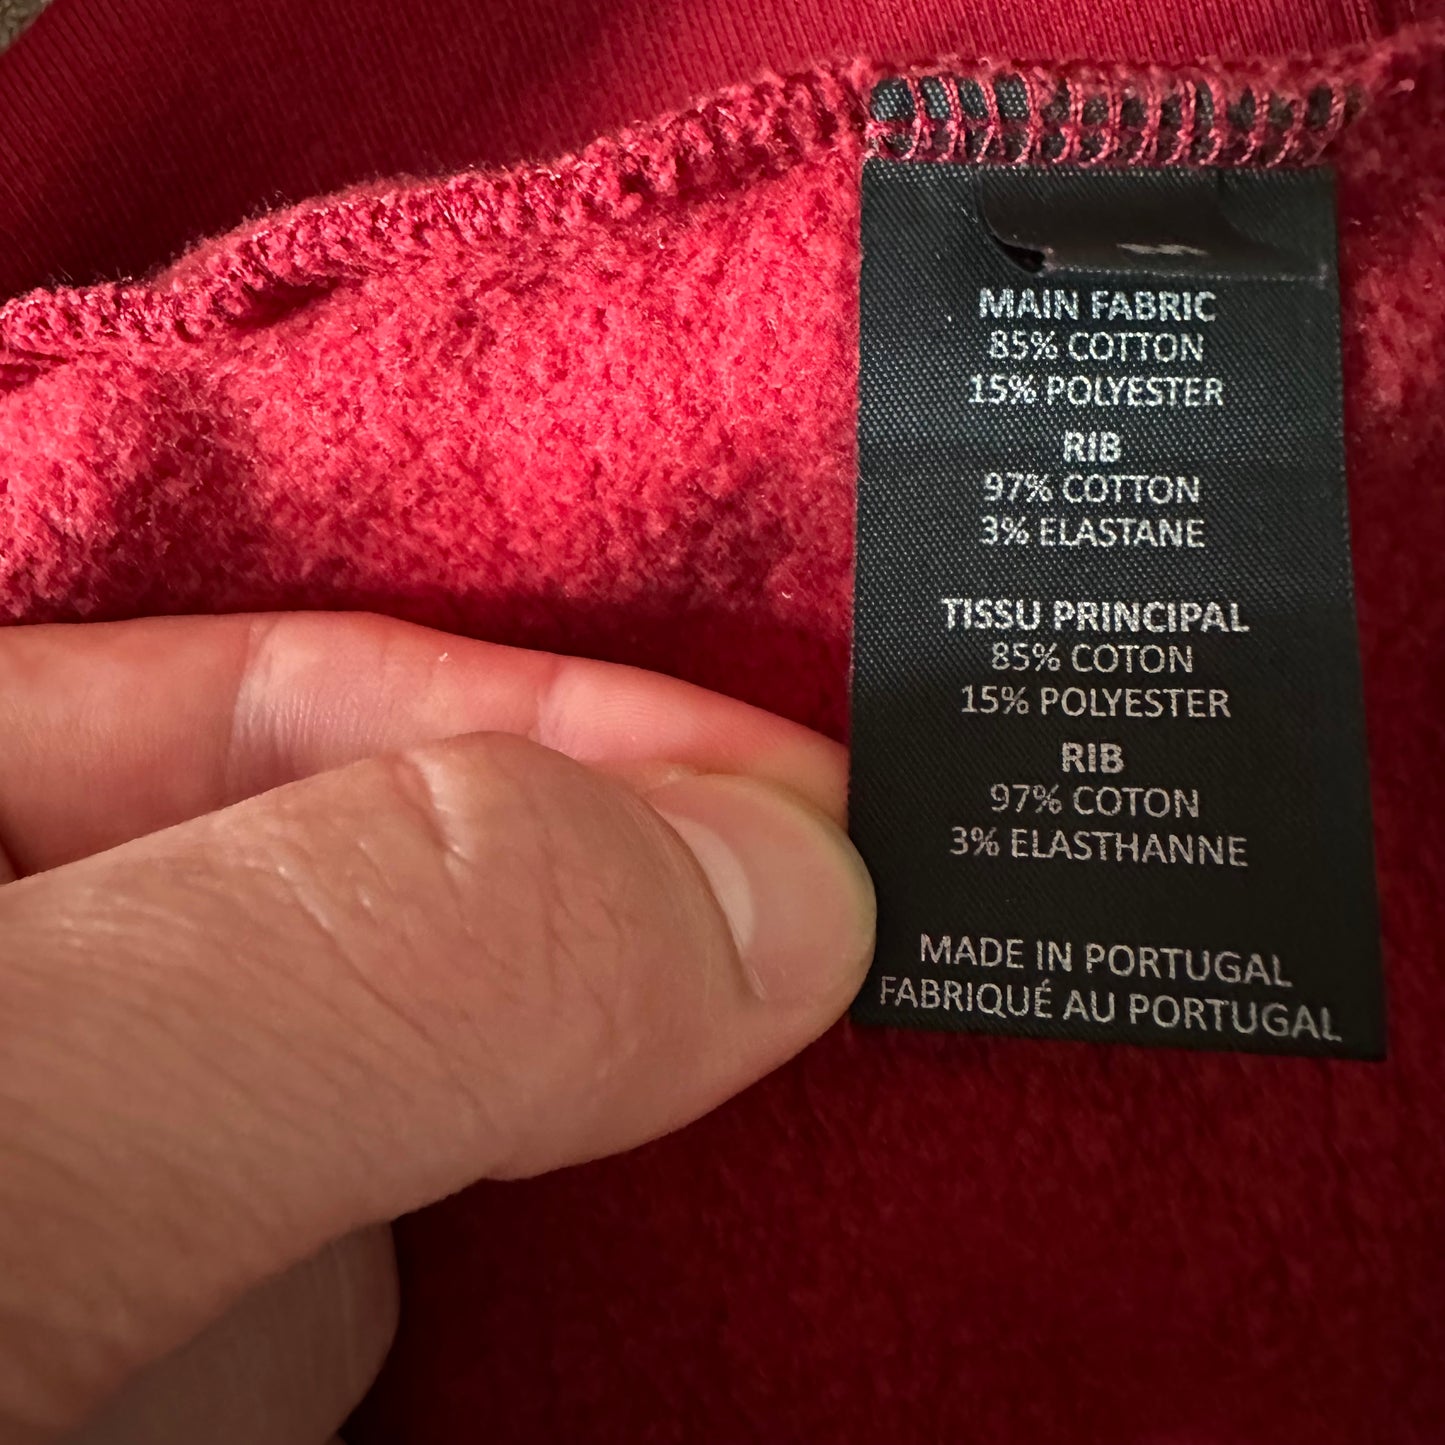 MAIN FABRIC
85% COTTON
15% POLYESTER
RIB
97% COTTON
3% ELASTANE
TISSU PRINCIPAL
85% COTON
15% POLYESTER
RIB
97% COTON
3% ELASTHANNE
MADE IN PORTUGAL
FABRIQUÉ AU PORTUGAL